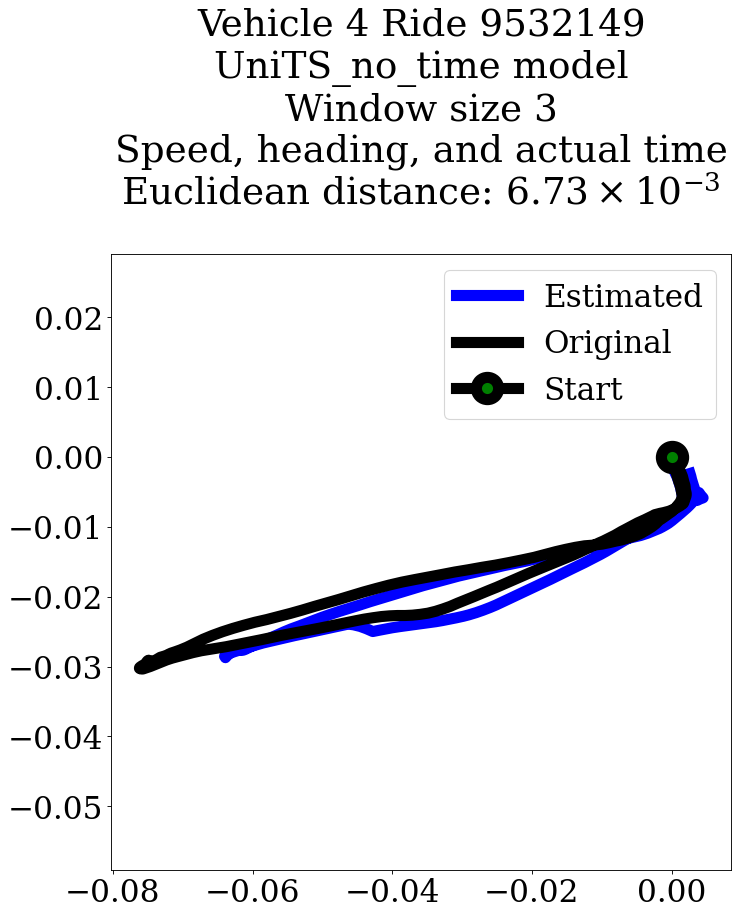 Vehicle 4 Ride 9532149
UniTS_no_time model
Window size 3
Speed, heading, and actual time
Euclidean distance: 6.73 × 10⁻³
Estimated
Original
Start
0.02
0.01
0.00
−0.01
−0.02
−0.03
−0.04
−0.05
−0.08 −0.06 −0.04 −0.02 0.00